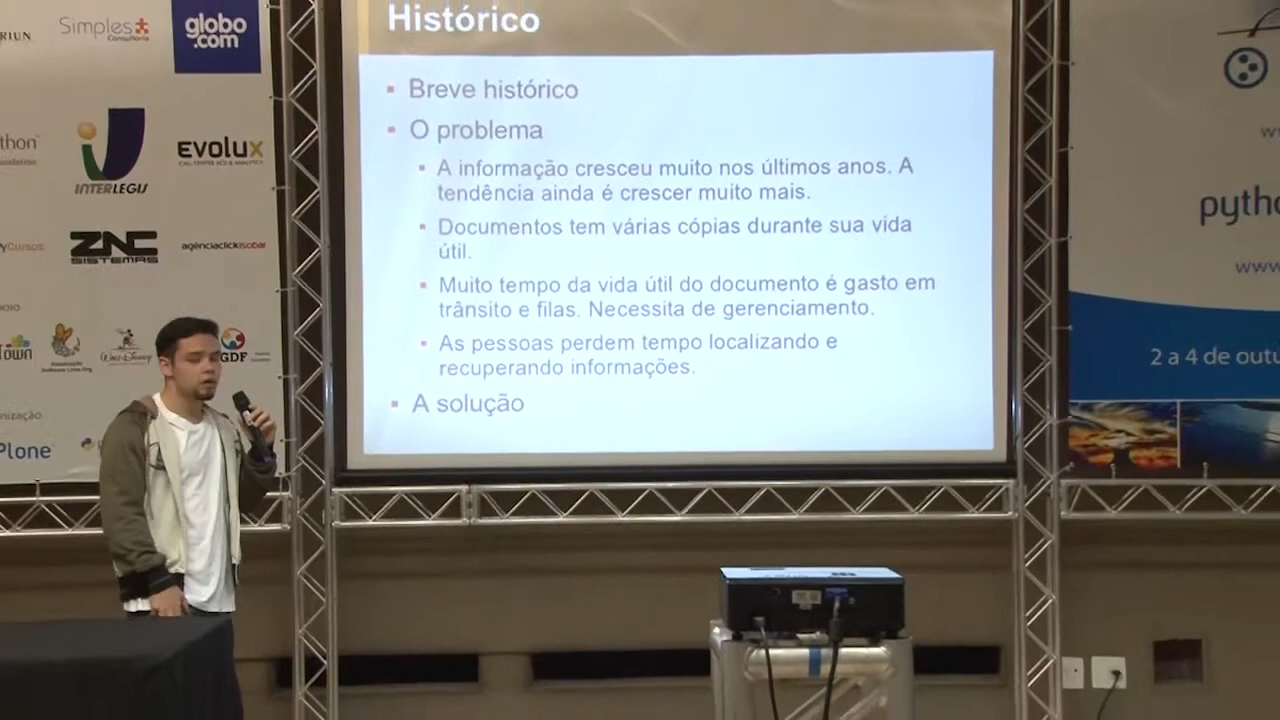 Histórico
Breve histórico
O problema
A informação cresceu muito nos últimos anos. A
tendência ainda é crescer muito mais.
Documentos tem várias cópias durante sua vida
útil.
Muito tempo da vida útil do documento é gasto em
trânsito e filas. Necessita de gerenciamento.
As pessoas perdem tempo localizando e
recuperando informações.
A solução
Simples
Consultoria
globo
.com
INTERLEGIS
EVOLUX
ZNC
SISTEMAS
agênciaclickisobar
Walt Disney
GDF
Plone
2 a 4 de outu